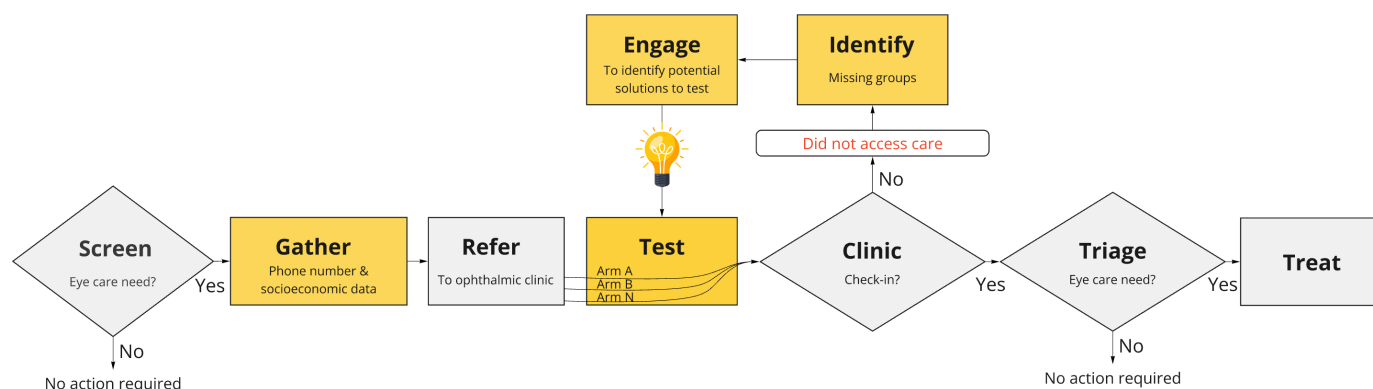 Engage
To identify potential
solutions to test
Identify
Missing groups
Did not access care
No
Screen
Eye care need?
Yes
No
No action required
Gather
Phone number &
socioeconomic data
Refer
To ophthalmic clinic
Test
Arm A
Arm B
Arm N
Clinic
Check-in?
Yes
Triage
Eye care need?
Yes
No
No action required
Treat